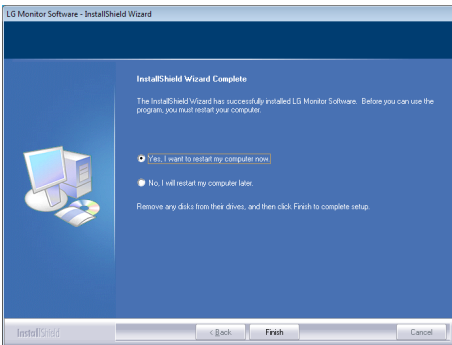 LG Monitor Software - InstallShield Wizard
InstallShield Wizard Complete
The InstallShield Wizard has successfully installed LG Monitor Software. Before you can use the
program, you must restart your computer.
Yes, I want to restart my computer now.
No, I will restart my computer later.
Remove any disks from their drives, and then click Finish to complete setup.
InstallShield
< Back
Finish
Cancel